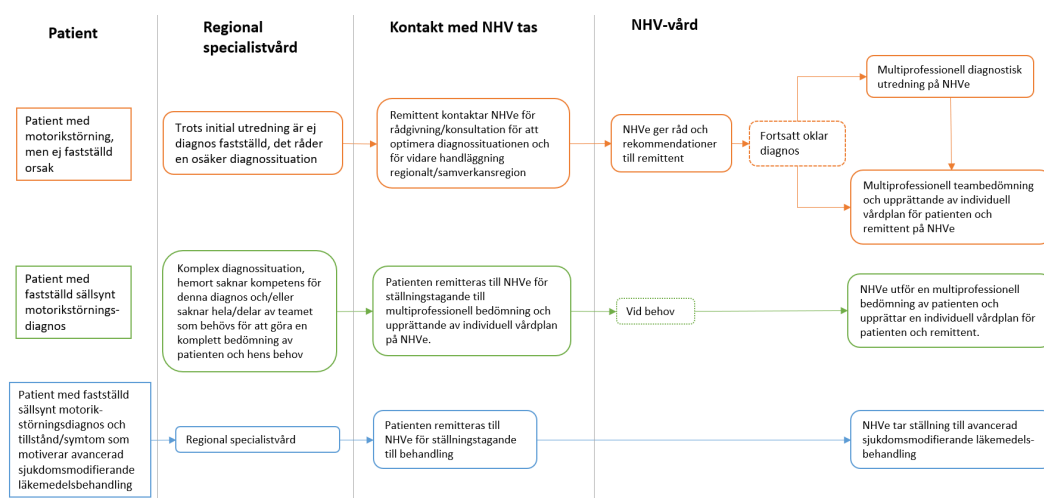 Patient
Regional
specialistvård
Kontakt med NHV tas
NHV-vård
Patient med
motorikstörning,
men ej fastställd
orsak
Trots initial utredning är ej
diagnos fastställd, det råder
en osäker diagnossituation
Remittent kontaktar NHVe för
rådgivning/konsultation för att
optimera diagnossituationen och
för vidare handläggning
regionalt/samverkansregion
NHVe ger råd och
rekommendationer
till remittent
Fortsatt oklar
diagnos
Multiprofessionell diagnostisk
utredning på NHVe
Multiprofessionell teambedömning
och upprättande av individuell
vårdplan för patienten och
remittent på NHVe
Patient med
fastställd sällsynt
motorikstörnings-
diagnos
Komplex diagnossituation,
hemort saknar kompetens för
denna diagnos och/eller
saknar hela/delar av teamet
som behövs för att göra en
komplett bedömning av
patienten och hens behov
Patienten remitteras till NHVe för
ställningstagande till
multiprofessionell bedömning och
upprättande av individuell vårdplan
på NHVe.
Vid behov
NHVe utför en multiprofessionell
bedömning av patienten och
upprättar en individuell vårdplan för
patienten och remittent.
Patient med fastställd
sällsynt motorik-
störningsdiagnos och
tillstånd/symtom som
motiverar avancerad
sjukdomsmodifierande
läkemedelsbehandling
Regional specialistvård
Patienten remitteras till
NHVe för ställningstagande
till behandling
NHVe tar ställning till avancerad
sjukdomsmodifierande läkemedels-
behandling